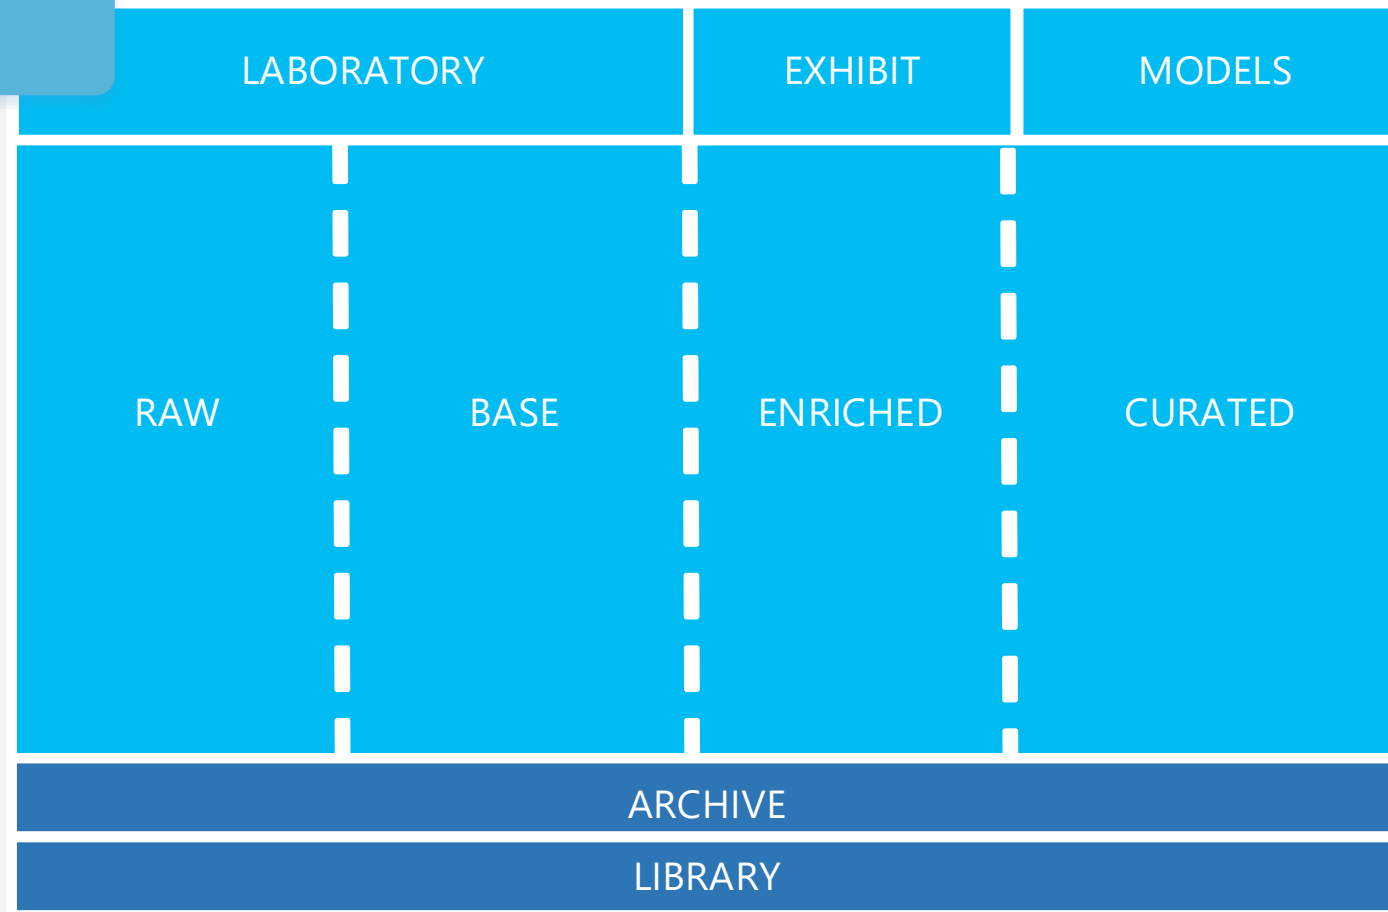 LABORATORY
EXHIBIT
MODELS
RAW
BASE
ENRICHED
CURATED
ARCHIVE
LIBRARY